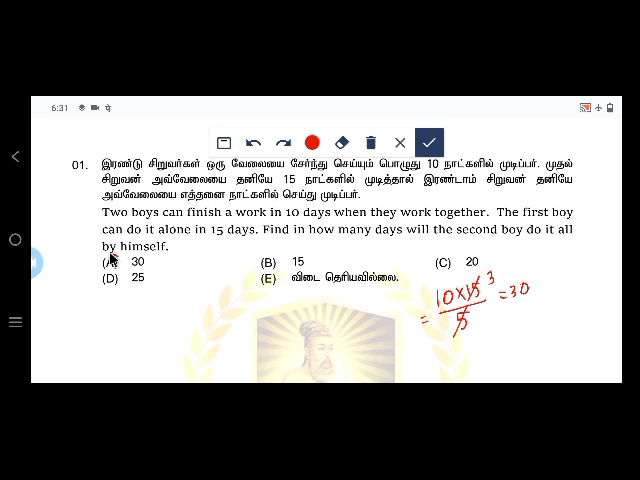 6:31
01. இரண்டு சிறுவர்கள் ஒரு வேலையை சேர்ந்து செய்யும் பொழுது 10 நாட்களில் முடிப்பர். முதல்
சிறுவன் அவ்வேலையை தனியே 15 நாட்களில் முடித்தால் இரண்டாம் சிறுவன் தனியே
அவ்வேலையை எத்தனை நாட்களில் செய்து முடிப்பர்.
Two boys can finish a work in 10 days when they work together. The first boy
can do it alone in 15 days. Find in how many days will the second boy do it all
by himself.
(A) 30 (B) 15 (C) 20
(D) 25 (E) விடை தெரியவில்லை.
= 10 × 15 3 / 5 = 30